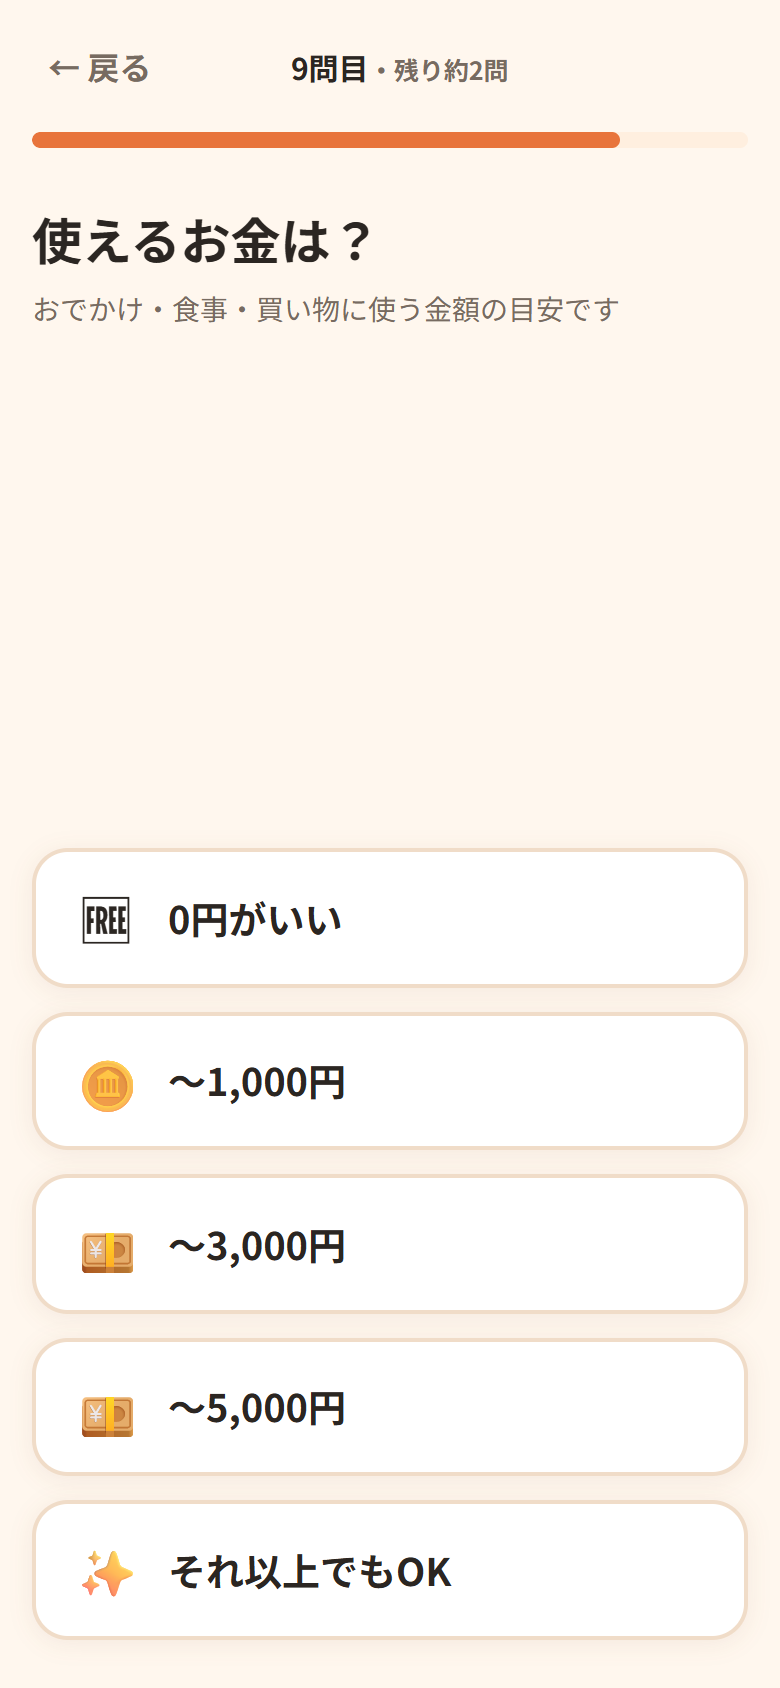 ← 戻る
9問目・残り約2問
使えるお金は？
おでかけ・食事・買い物に使う金額の目安です
FREE 0円がいい
〜1,000円
¥ 〜3,000円
¥ 〜5,000円
それ以上でもOK